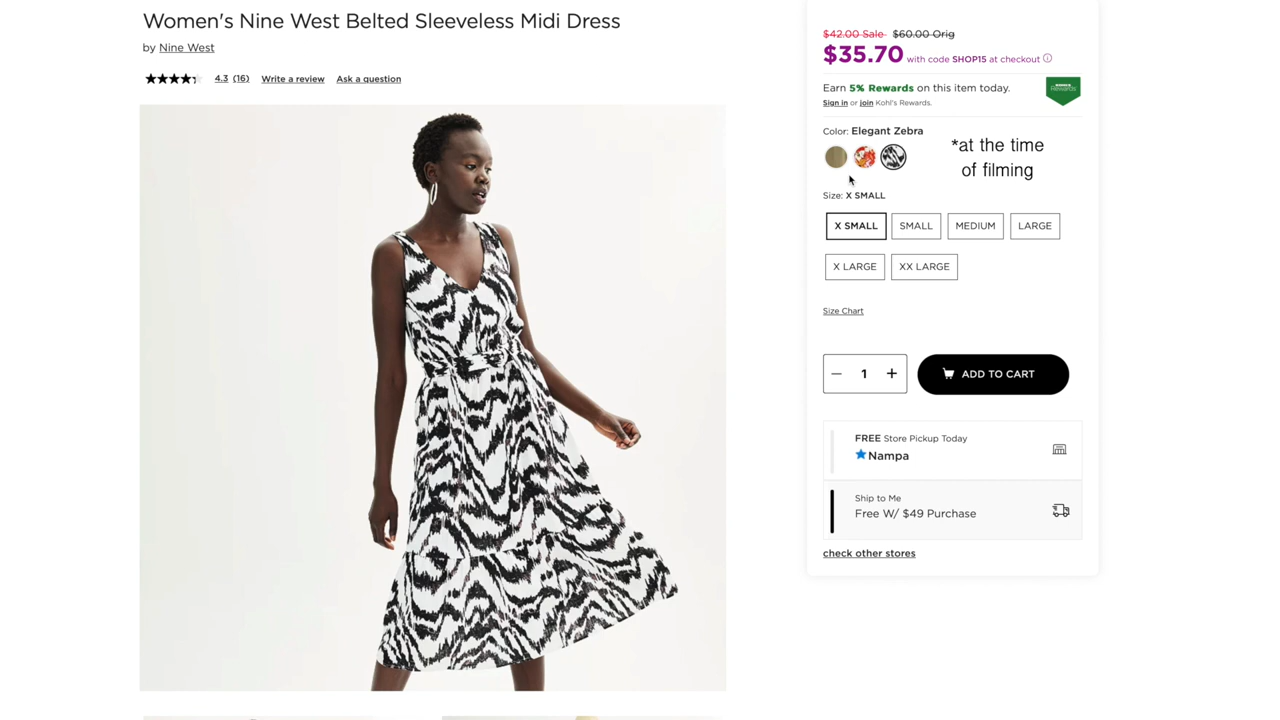 Women's Nine West Belted Sleeveless Midi Dress
by Nine West
4.3 (16) Write a review Ask a question
$42.00 Sale $60.00 Orig
$35.70 with code SHOP15 at checkout
Earn 5% Rewards on this item today.
Sign in or join Kohl's Rewards.
Rewards
Color: Elegant Zebra
*at the time
of filming
Size: X SMALL
X SMALL SMALL MEDIUM LARGE
X LARGE XX LARGE
Size Chart
1
ADD TO CART
FREE Store Pickup Today
Nampa
Ship to Me
Free W/ $49 Purchase
check other stores